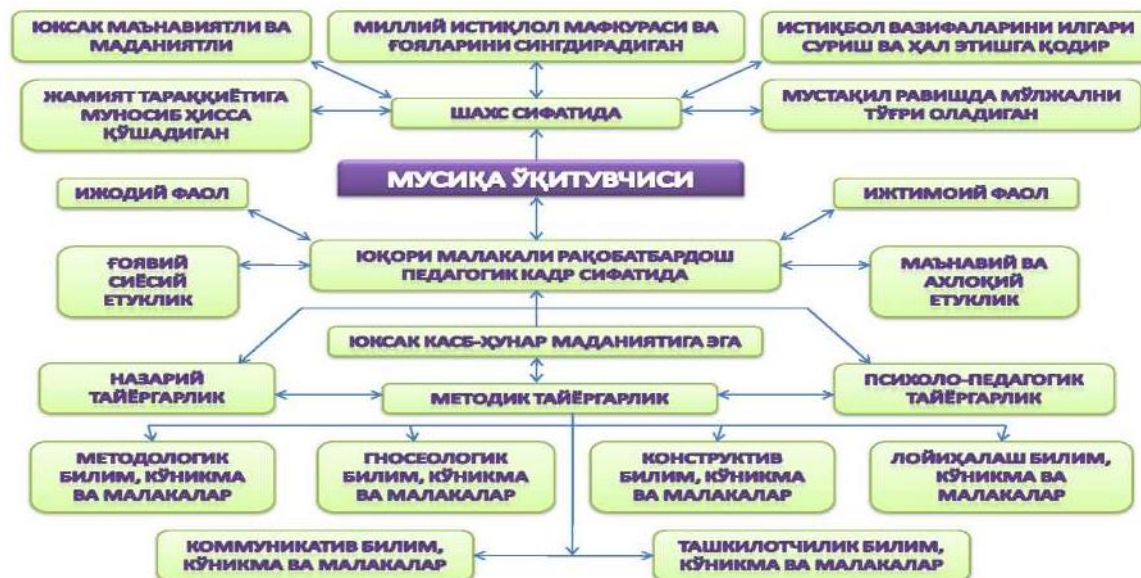 ЮКСАК МАЪНАВИЯТЛИ ВА
МАДАНИЯТЛИ
МИЛЛИЙ ИСТИҚЛОЛ МАФКУРАСИ ВА
ҒОЯЛАРИНИ СИНГДИРАДИГАН
ИСТИҚБОЛ ВАЗИФАЛАРИНИ ИЛГАРИ
СУРИШ ВА ҲАЛ ЭТИШГА ҚОДИР
ЖАМИЯТ ТАРАҚҚИЁТИГА
МУНОСИБ ҲИССА
ҚЎШАДИГАН
ШАХС СИФАТИДА
МУСТАҚИЛ РАВИШДА МЎЛЖАЛНИ
ТЎҒРИ ОЛАДИГАН
МУСИҚА ЎҚИТУВЧИСИ
ИЖОДИЙ ФАОЛ
ИЖТИМОИЙ ФАОЛ
ЮҚОРИ МАЛАКАЛИ РАҚОБАТБАРДОШ
ПЕДАГОГИК КАДР СИФАТИДА
ҒОЯВИЙ
СИЁСИЙ
ЕТУКЛИК
МАЪНАВИЙ ВА
АХЛОҚИЙ
ЕТУКЛИК
ЮКСАК КАСБ-ҲУНАР МАДАНИЯТИГА ЭГА
НАЗАРИЙ
ТАЙЁРГАРЛИК
МЕТОДИК ТАЙЁРГАРЛИК
ПСИХОЛО-ПЕДАГОГИК
ТАЙЁРГАРЛИК
МЕТОДОЛОГИК
БИЛИМ, КЎНИКМА
ВА МАЛАКАЛАР
ГНОСЕОЛОГИК
БИЛИМ, КЎНИКМА
ВА МАЛАКАЛАР
КОНСТРУКТИВ
БИЛИМ, КЎНИКМА
ВА МАЛАКАЛАР
ЛОЙИҲАЛАШ БИЛИМ,
КЎНИКМА ВА
МАЛАКАЛАР
КОММУНИКАТИВ БИЛИМ,
КЎНИКМА ВА МАЛАКАЛАР
ТАШКИЛОТЧИЛИК БИЛИМ,
КЎНИКМА ВА МАЛАКАЛАР